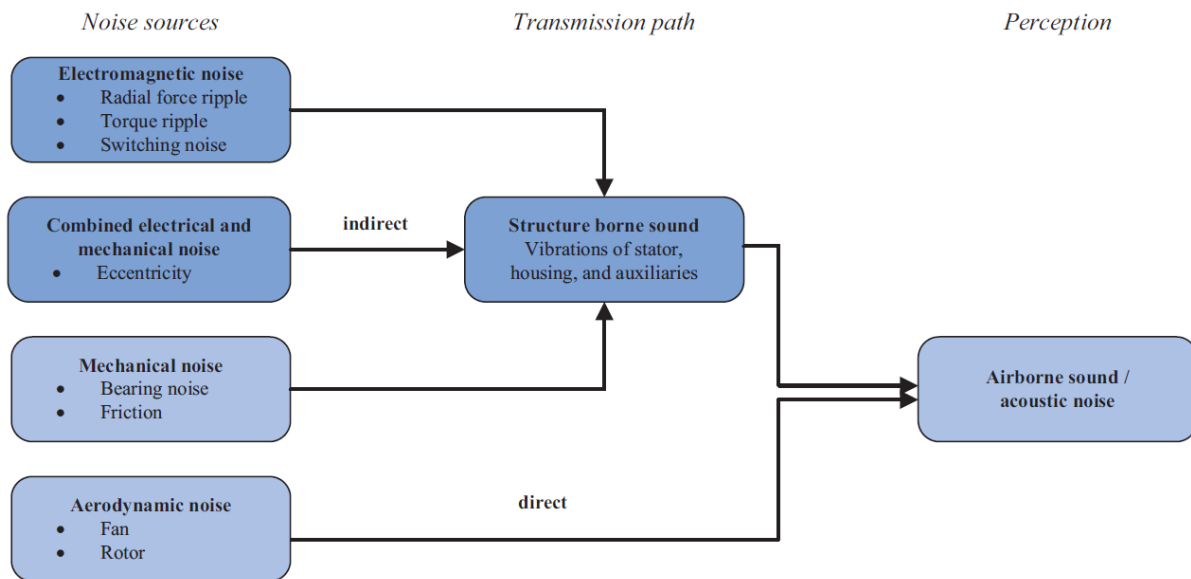 Noise sources
Transmission path
Perception
Electromagnetic noise
• Radial force ripple
• Torque ripple
• Switching noise
Combined electrical and
mechanical noise
• Eccentricity
indirect
Structure borne sound
Vibrations of stator,
housing, and auxiliaries
Mechanical noise
• Bearing noise
• Friction
Airborne sound /
acoustic noise
Aerodynamic noise
• Fan
• Rotor
direct